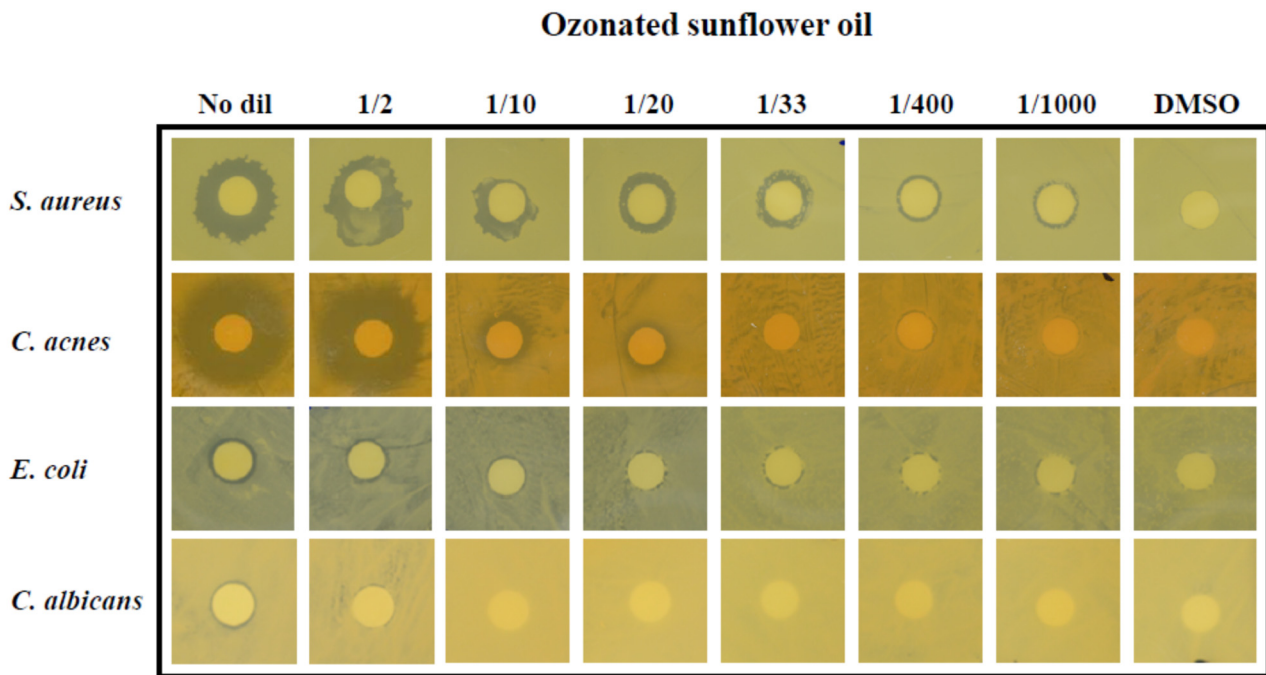 Ozonated sunflower oil
No dil 1/2 1/10 1/20 1/33 1/400 1/1000 DMSO
S. aureus
C. acnes
E. coli
C. albicans